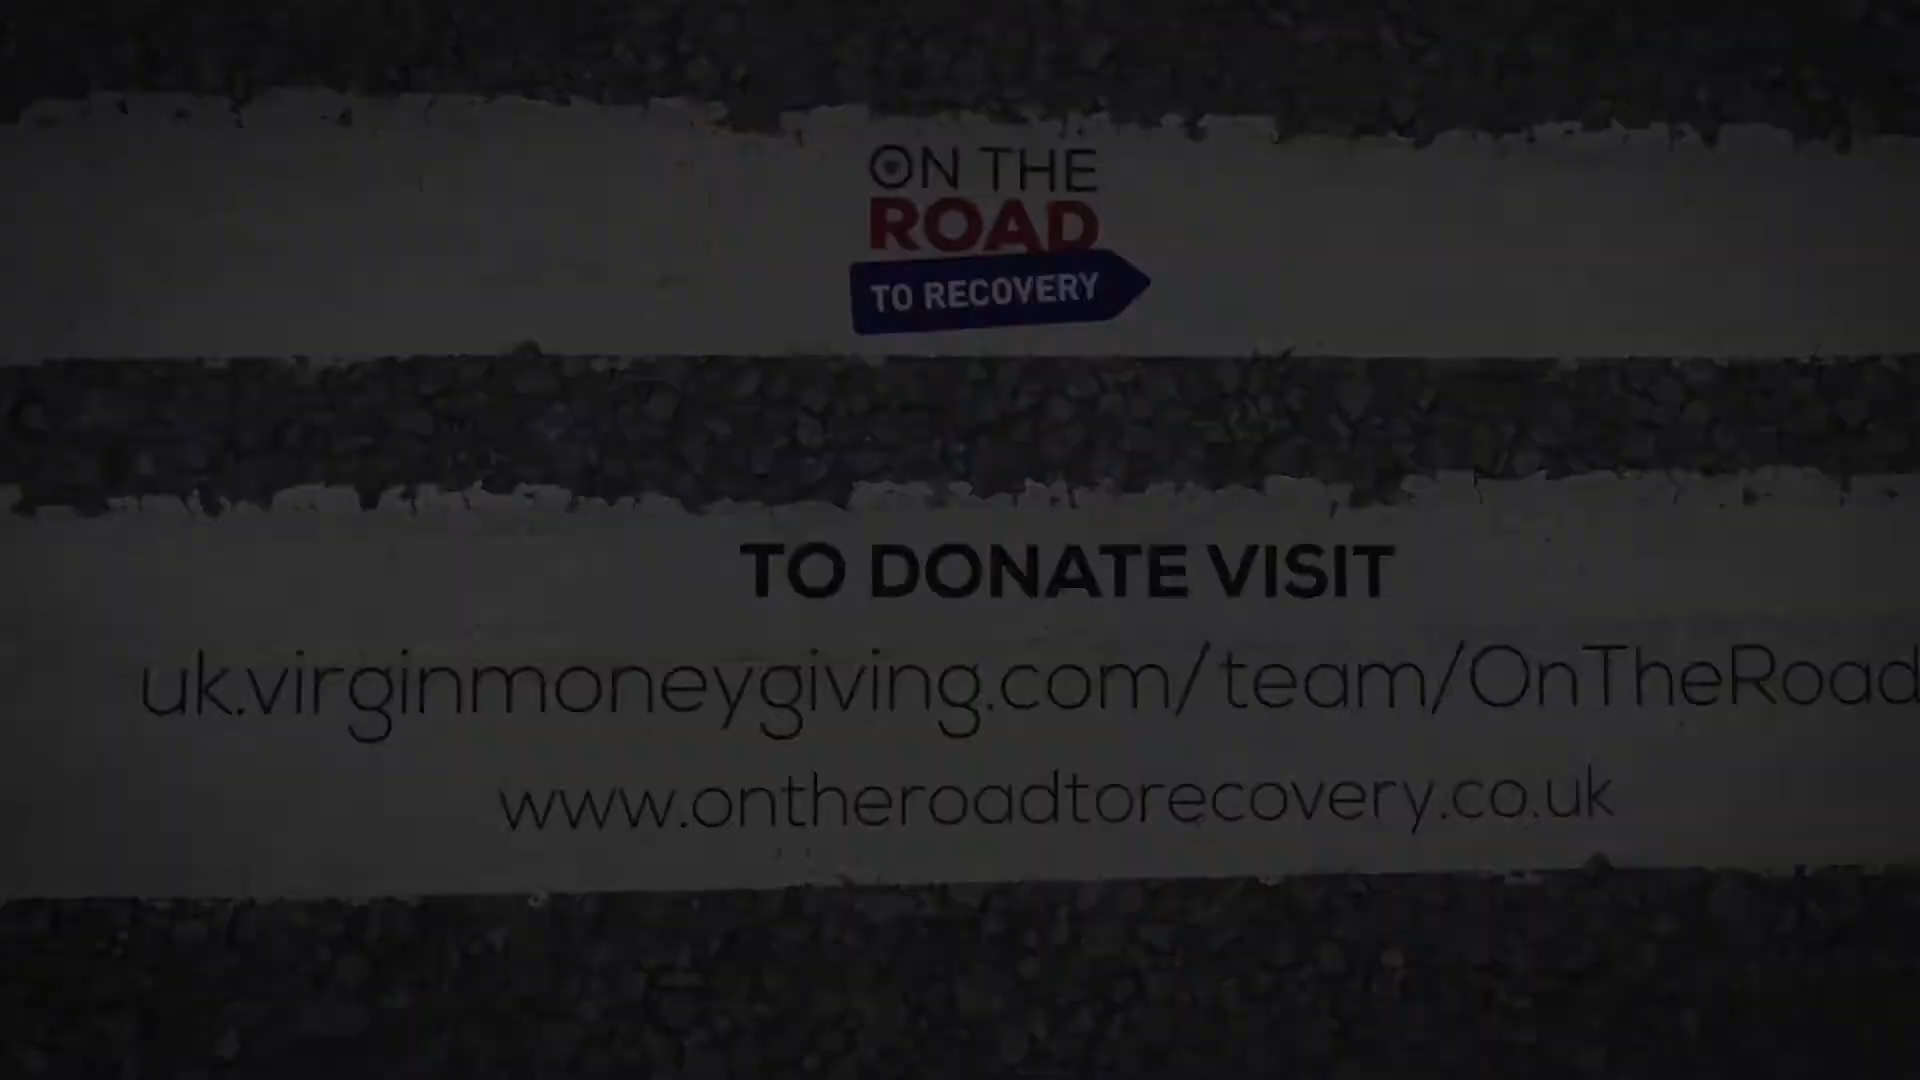 ON THE
ROAD
TO RECOVERY
TO DONATE VISIT
uk.virginmoneygiving.com/team/OnTheRoad
www.ontheroadtorecovery.co.uk